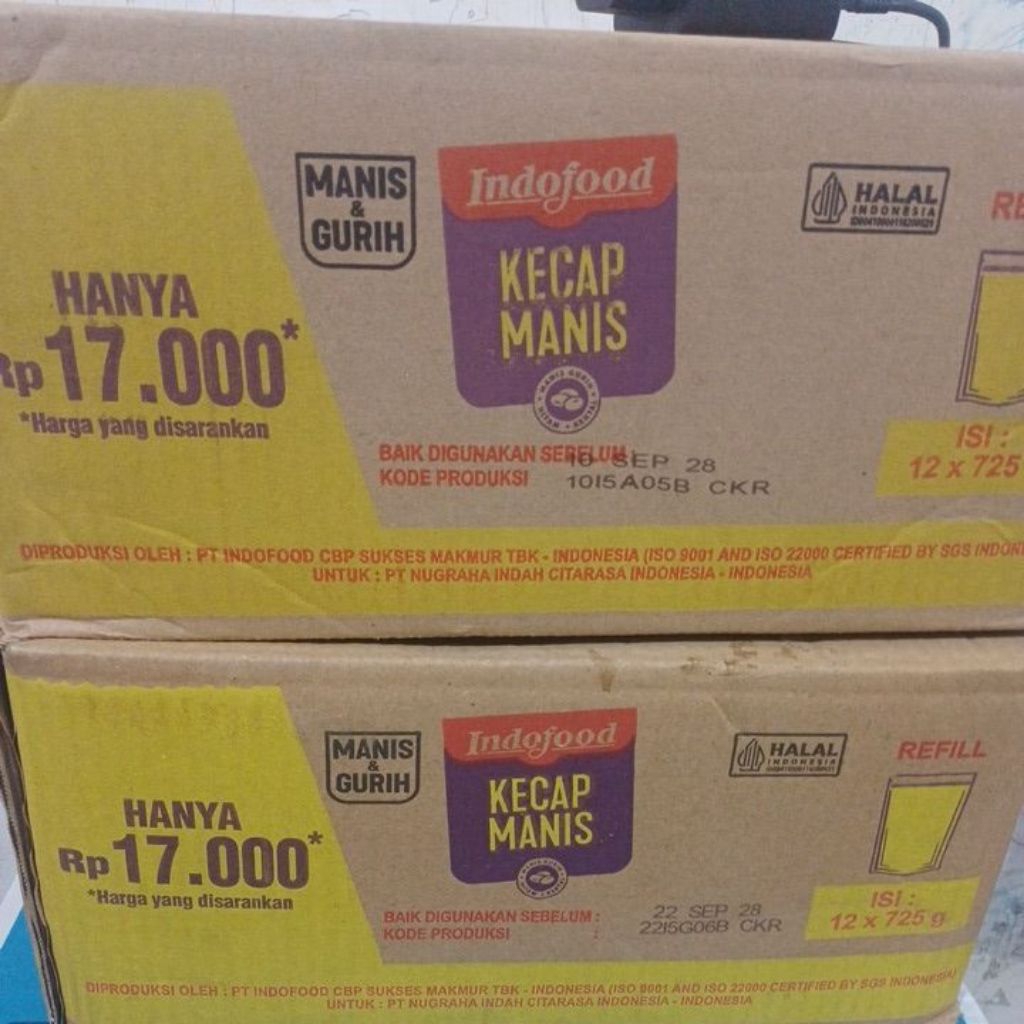 MANIS
&
GURIH
Indofood
KECAP
MANIS
HALAL
INDONESIA
HANYA
Rp 17.000*
*Harga yang disarankan
BAIK DIGUNAKAN SEBELUM : 10 SEP 28
KODE PRODUKSI 10I5A05B CKR
ISI :
12 x 725
DIPRODUKSI OLEH : PT INDOFOOD CBP SUKSES MAKMUR TBK - INDONESIA (ISO 9001 AND ISO 22000 CERTIFIED BY SGS
UNTUK : PT NUGRAHA INDAH CITARASA INDONESIA - INDONESIA
MANIS
&
GURIH
Indofood
KECAP
MANIS
HALAL
INDONESIA
REFILL
HANYA
Rp 17.000*
*Harga yang disarankan
BAIK DIGUNAKAN SEBELUM : 22 SEP 28
KODE PRODUKSI : 22I5G06B CKR
ISI :
12 x 725 g
DIPRODUKSI OLEH : PT INDOFOOD CBP SUKSES MAKMUR TBK - INDONESIA (ISO 9001 AND ISO 22000 CERTIFIED BY SGS INDONESIA)
UNTUK : PT NUGRAHA INDAH CITARASA INDONESIA - INDONESIA